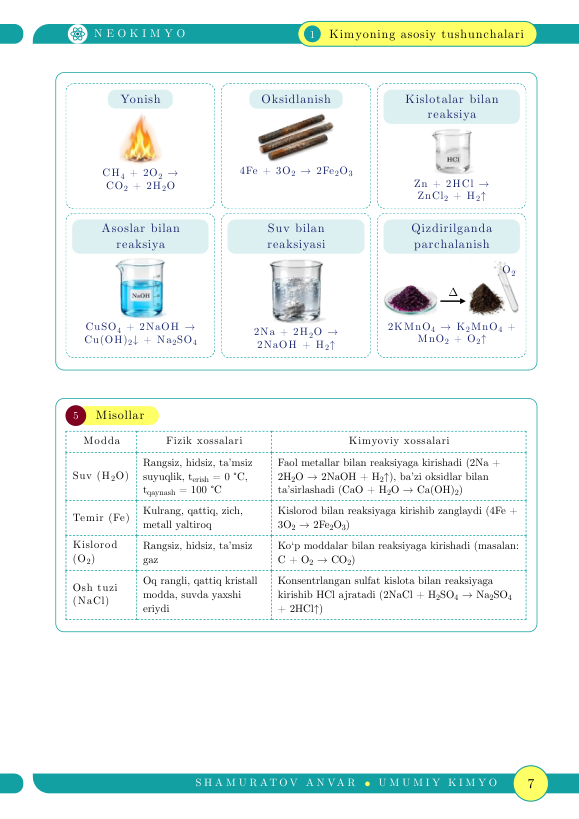 NEOKIMYO
1 Kimyoning asosiy tushunchalari
Yonish
CH₄ + 2O₂ →
CO₂ + 2H₂O
Oksidlanish
4Fe + 3O₂ → 2Fe₂O₃
Kislotalar bilan
reaksiya
HCl
Zn + 2HCl →
ZnCl₂ + H₂↑
Asoslar bilan
reaksiya
NaOH
CuSO₄ + 2NaOH →
Cu(OH)₂↓ + Na₂SO₄
Suv bilan
reaksiyasi
2Na + 2H₂O →
2NaOH + H₂↑
Qizdirilganda
parchalanish
O₂
Δ
2KMnO₄ → K₂MnO₄ +
MnO₂ + O₂↑
5 Misollar
Modda Fizik xossalari Kimyoviy xossalari
Suv (H₂O)
Rangsiz, hidsiz, ta'msiz
suyuqlik, t_erish = 0 °C,
t_qaynash = 100 °C
Faol metallar bilan reaksiyaga kirishadi (2Na +
2H₂O → 2NaOH + H₂↑), ba'zi oksidlar bilan
ta'sirlashadi (CaO + H₂O → Ca(OH)₂)
Temir (Fe)
Kulrang, qattiq, zich,
metall yaltiroq
Kislorod bilan reaksiyaga kirishib zanglaydi (4Fe +
3O₂ → 2Fe₂O₃)
Kislorod
(O₂)
Rangsiz, hidsiz, ta'msiz
gaz
Ko‘p moddalar bilan reaksiyaga kirishadi (masalan:
C + O₂ → CO₂)
Osh tuzi
(NaCl)
Oq rangli, qattiq kristall
modda, suvda yaxshi
eriydi
Konsentrlangan sulfat kislota bilan reaksiyaga
kirishib HCl ajratadi (2NaCl + H₂SO₄ → Na₂SO₄
+ 2HCl↑)
SHAMURATOV ANVAR • UMUMIY KIMYO 7